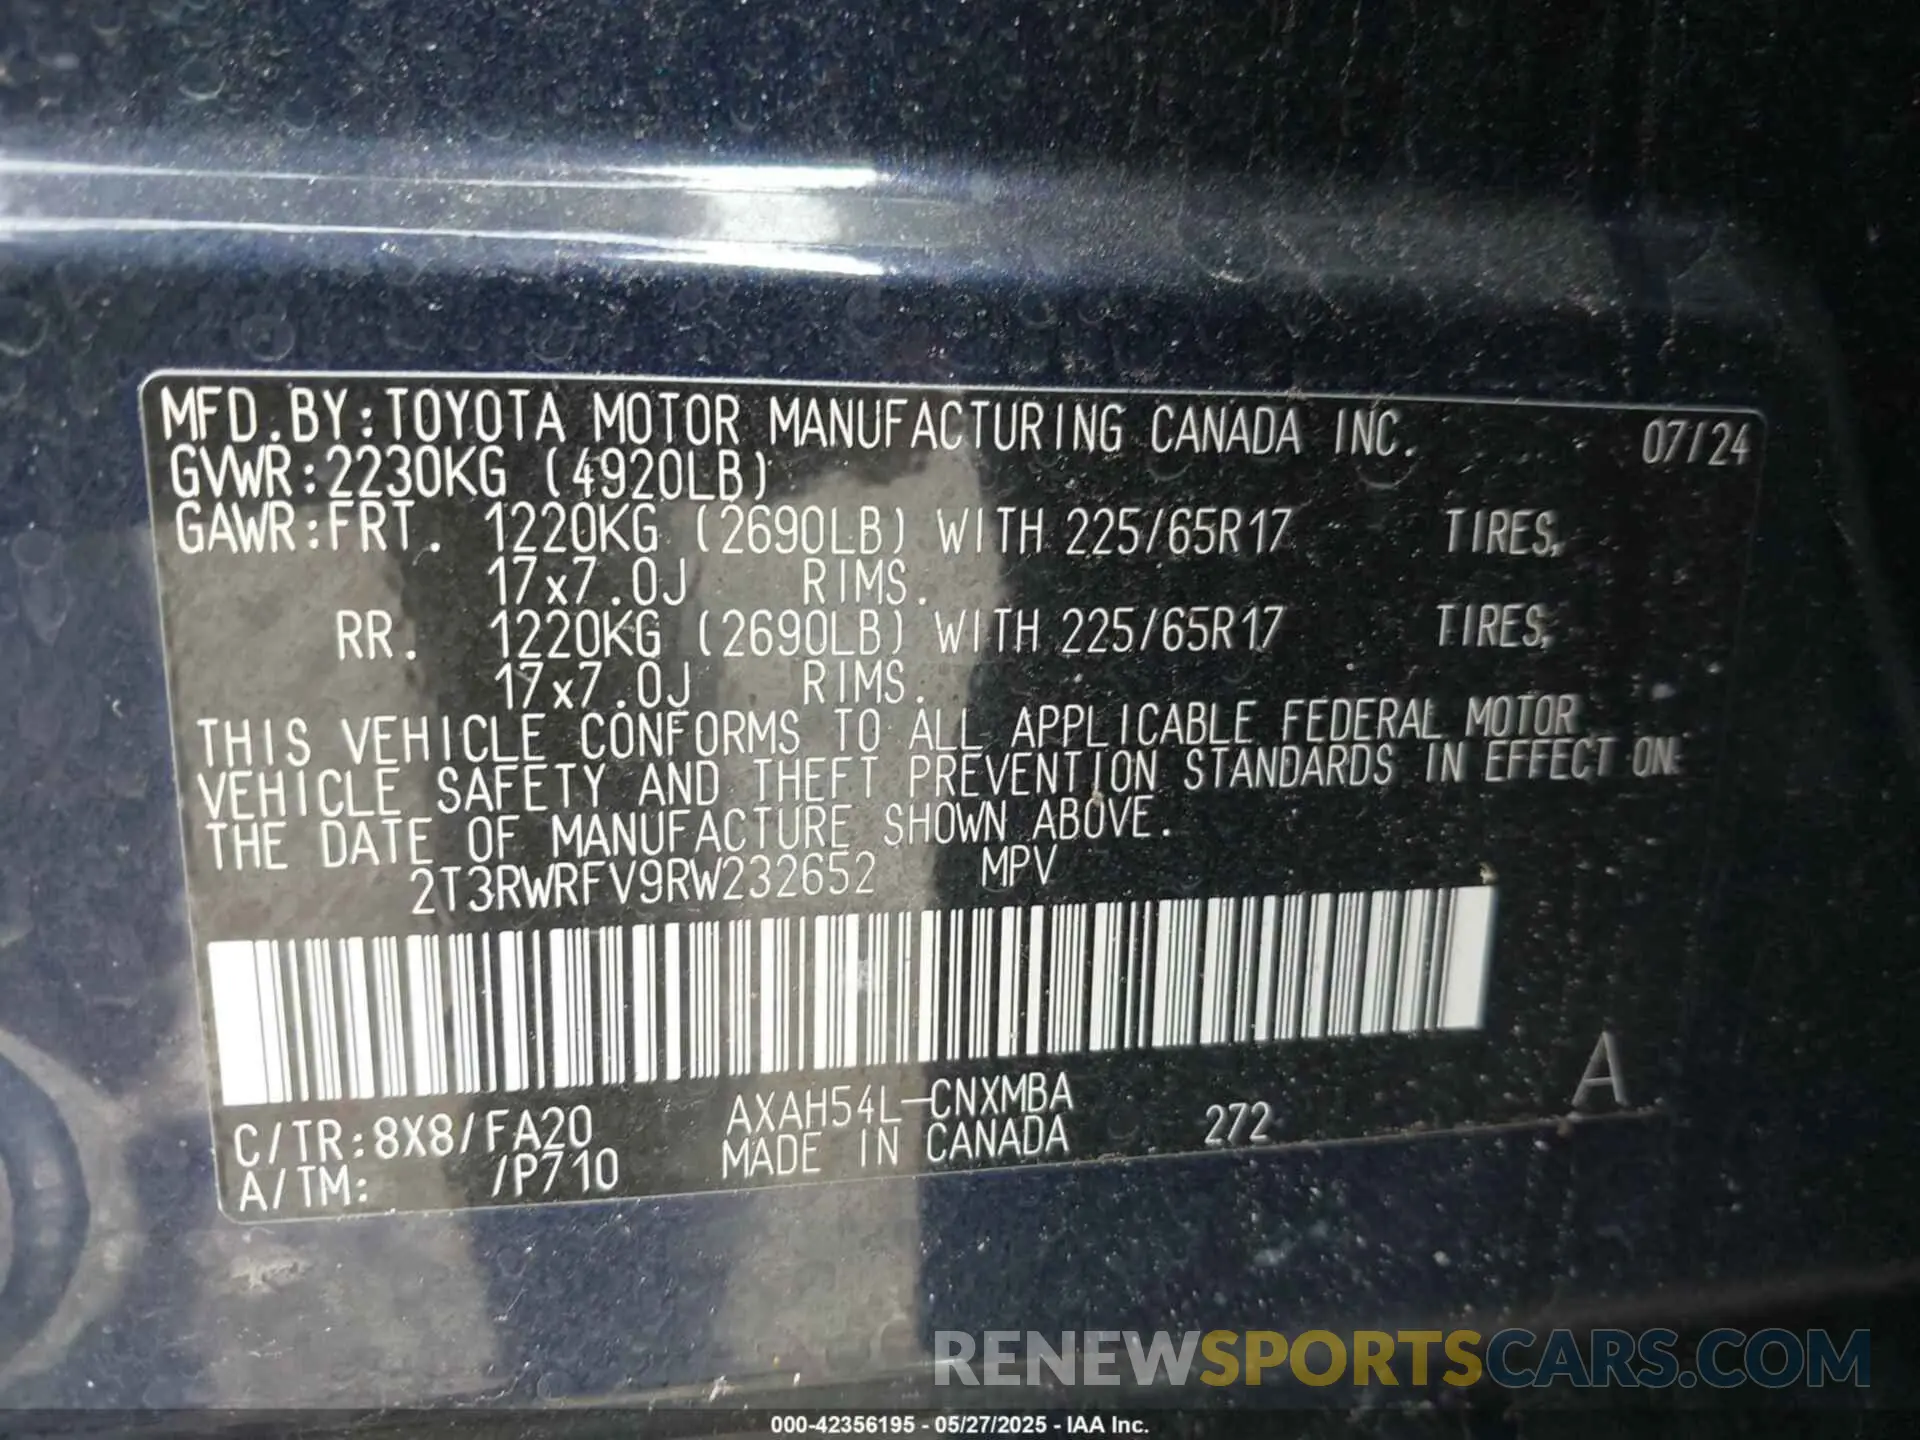 MFD.BY:TOYOTA MOTOR MANUFACTURING CANADA INC. 07/24
GVWR:2230KG (4920LB)
GAWR:FRT. 1220KG (2690LB) WITH 225/65R17 TIRES,
17x7.0J RIMS.
RR. 1220KG (2690LB) WITH 225/65R17 TIRES,
17x7.0J RIMS.
THIS VEHICLE CONFORMS TO ALL APPLICABLE FEDERAL MOTOR
VEHICLE SAFETY AND THEFT PREVENTION STANDARDS IN EFFECT ON
THE DATE OF MANUFACTURE SHOWN ABOVE.
2T3RWRFV9RW232652 MPV
A
C/TR:8X8/FA20 AXAH54L-CNXMBA 272
A/TM: /P710 MADE IN CANADA
RENEWSPORTSCARS.COM
000-42356195 - 05/27/2025 - IAA Inc.